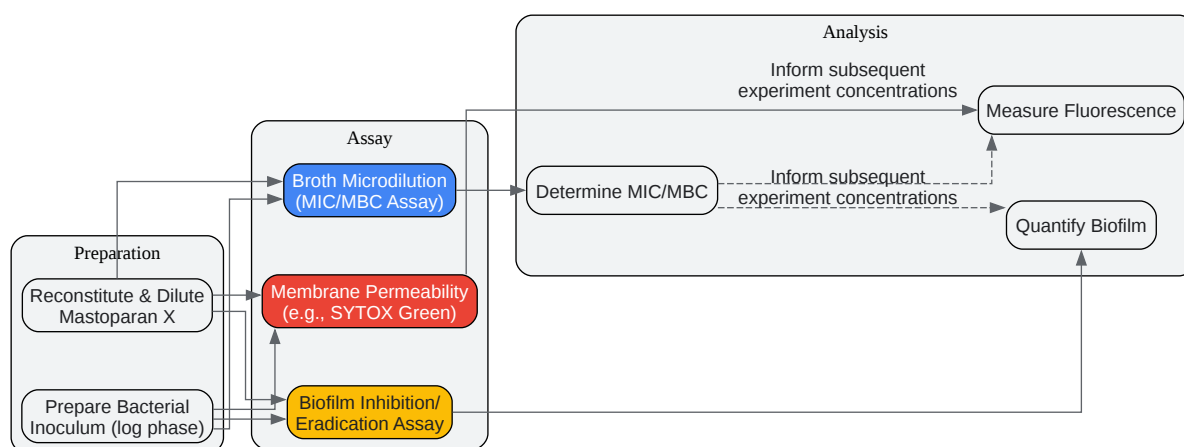 Analysis
Inform subsequent
experiment concentrations
Measure Fluorescence
Assay
Broth Microdilution
(MIC/MBC Assay)
Determine MIC/MBC
Inform subsequent
experiment concentrations
Quantify Biofilm
Preparation
Reconstitute & Dilute
Mastoparan X
Membrane Permeability
(e.g., SYTOX Green)
Prepare Bacterial
Inoculum (log phase)
Biofilm Inhibition/
Eradication Assay